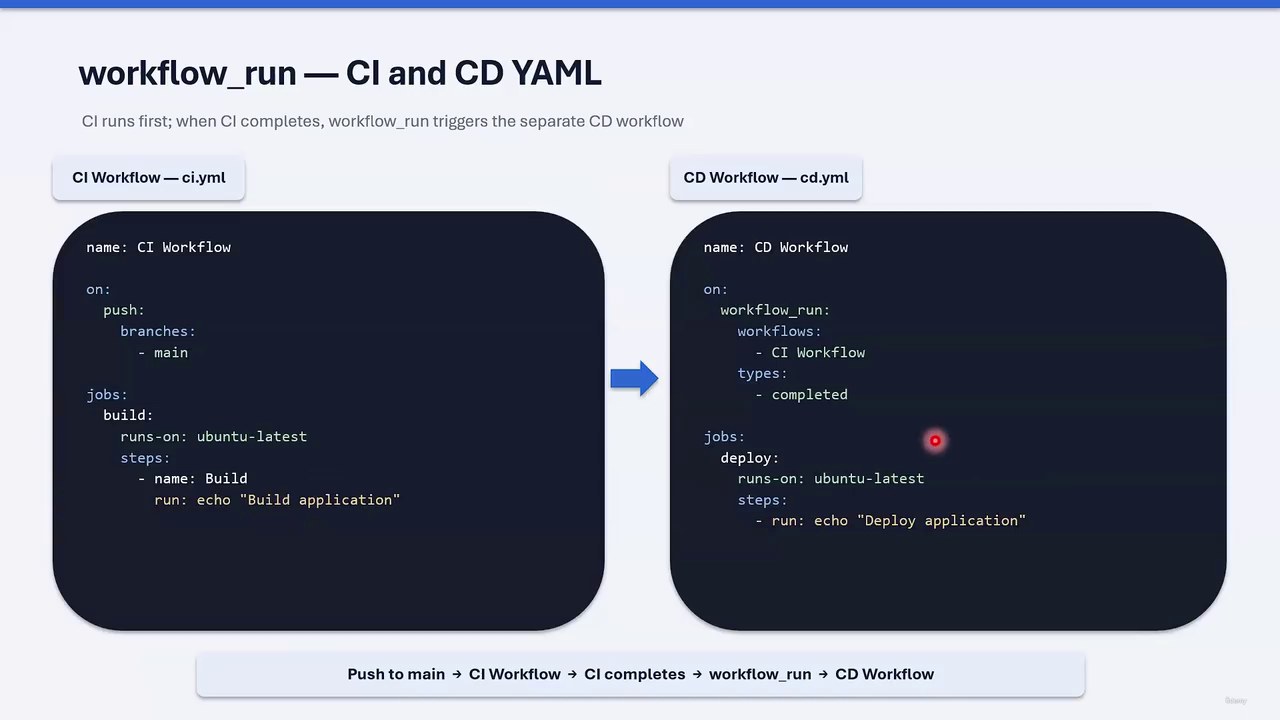 workflow_run — CI and CD YAML
CI runs first; when CI completes, workflow_run triggers the separate CD workflow
CI Workflow — ci.yml
name: CI Workflow
on:
push:
branches:
- main
jobs:
build:
runs-on: ubuntu-latest
steps:
- name: Build
run: echo "Build application"
CD Workflow — cd.yml
name: CD Workflow
on:
workflow_run:
workflows:
- CI Workflow
types:
- completed
jobs:
deploy:
runs-on: ubuntu-latest
steps:
- run: echo "Deploy application"
Push to main → CI Workflow → CI completes → workflow_run → CD Workflow